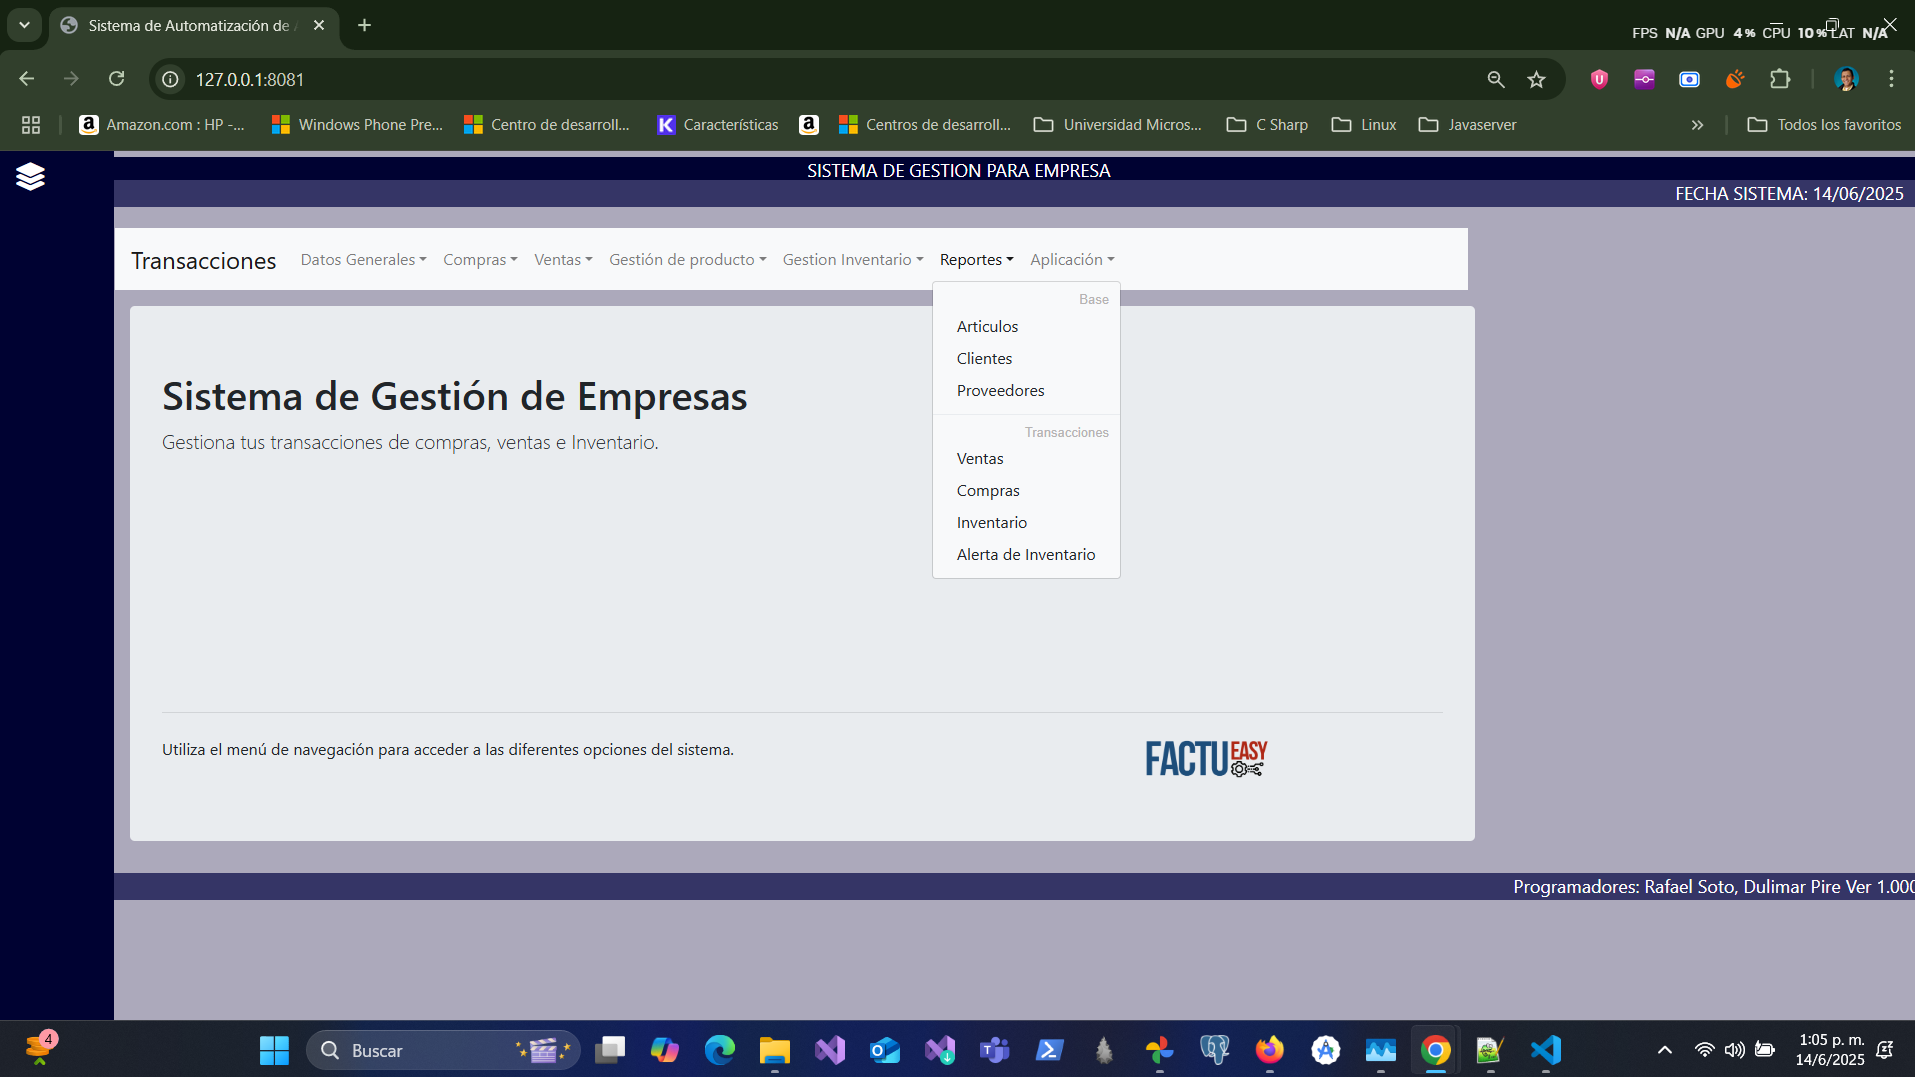 Sistema de Automatización de A
FPS N/A GPU 4% CPU 10% LAT N/A
127.0.0.1:8081
Amazon.com : HP -...
Windows Phone Pre...
Centro de desarroll...
Características
Centros de desarroll...
Universidad Micros...
C Sharp
Linux
Javaserver
Todos los favoritos
SISTEMA DE GESTION PARA EMPRESA
FECHA SISTEMA: 14/06/2025
Transacciones Datos Generales Compras Ventas Gestión de producto Gestion Inventario Reportes Aplicación
Base
Articulos
Clientes
Proveedores
Transacciones
Ventas
Compras
Inventario
Alerta de Inventario
Sistema de Gestión de Empresas
Gestiona tus transacciones de compras, ventas e Inventario.
Utiliza el menú de navegación para acceder a las diferentes opciones del sistema.
FACTU EASY
Programadores: Rafael Soto, Dulimar Pire Ver 1.000
4
Buscar
1:05 p. m.
14/6/2025